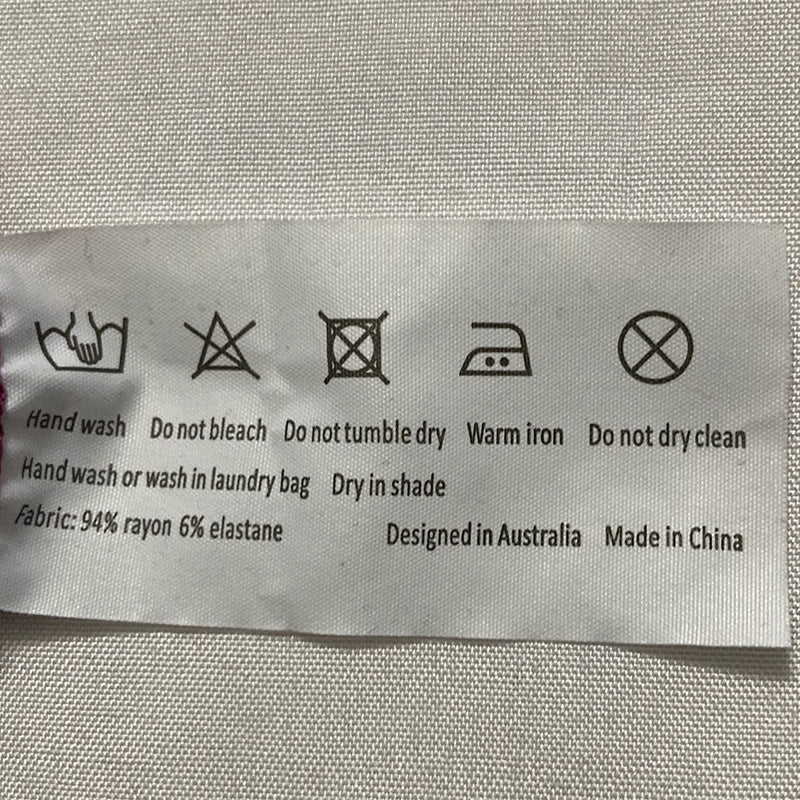 Hand wash Do not bleach Do not tumble dry Warm iron Do not dry clean
Hand wash or wash in laundry bag Dry in shade
Fabric: 94% rayon 6% elastane Designed in Australia Made in China